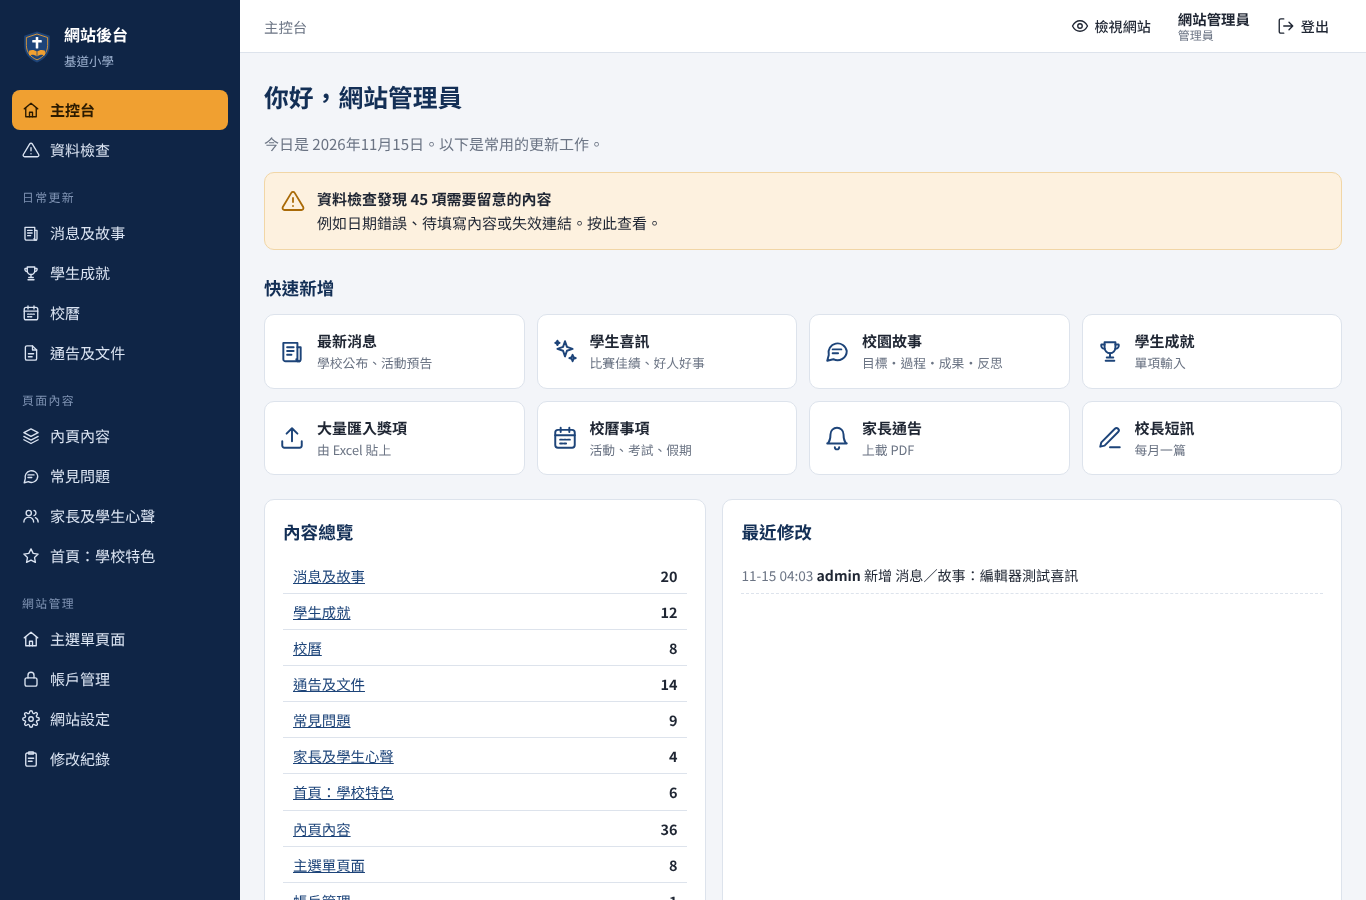 網站後台
基道小學
主控台
資料檢查
日常更新
消息及故事
學生成就
校曆
通告及文件
頁面內容
內頁內容
常見問題
家長及學生心聲
首頁：學校特色
網站管理
主選單頁面
帳戶管理
網站設定
修改紀錄
主控台
檢視網站
網站管理員
管理員
登出
你好，網站管理員
今日是 2026年11月15日。以下是常用的更新工作。
資料檢查發現 45 項需要留意的內容
例如日期錯誤、待填寫內容或失效連結。按此查看。
快速新增
最新消息
學校公布、活動預告
學生喜訊
比賽佳績、好人好事
校園故事
目標・過程・成果・反思
學生成就
單項輸入
大量匯入獎項
由 Excel 貼上
校曆事項
活動、考試、假期
家長通告
上載 PDF
校長短訊
每月一篇
內容總覽
消息及故事 20
學生成就 12
校曆 8
通告及文件 14
常見問題 9
家長及學生心聲 4
首頁：學校特色 6
內頁內容 36
主選單頁面 8
帳戶管理 1
最近修改
11-15 04:03 admin 新增 消息／故事：編輯器測試喜訊